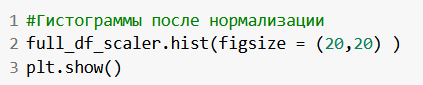 1 #Гистограммы после нормализации
2 full_df_scaler.hist(figsize = (20,20) )
3 plt.show()